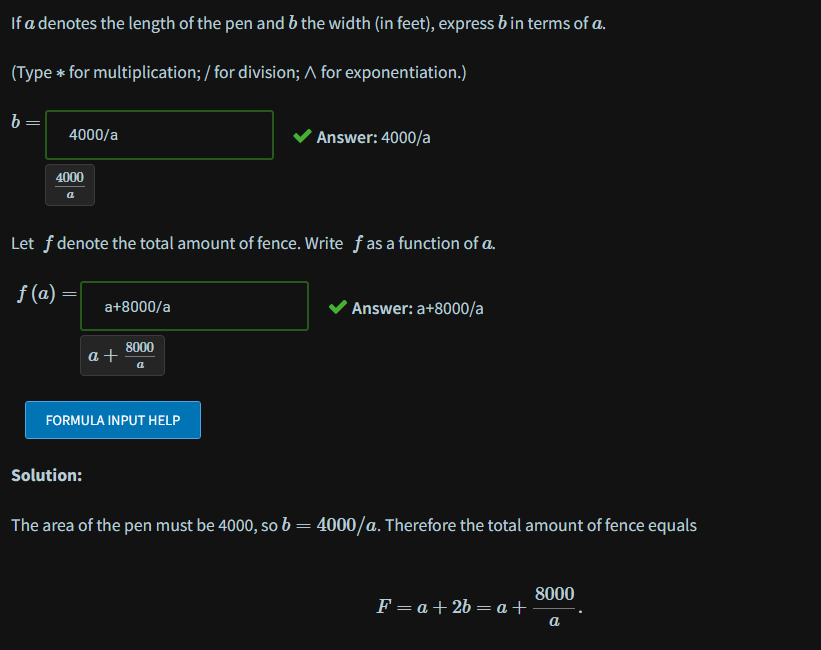 If a denotes the length of the pen and b the width (in feet), express b in terms of a.
(Type * for multiplication; / for division; ∧ for exponentiation.)
b = 4000/a ✔ Answer: 4000/a
4000/a
Let f denote the total amount of fence. Write f as a function of a.
f (a) = a+8000/a ✔ Answer: a+8000/a
a + 8000/a
FORMULA INPUT HELP
Solution:
The area of the pen must be 4000, so b = 4000/a. Therefore the total amount of fence equals
F = a + 2b = a + 8000/a.